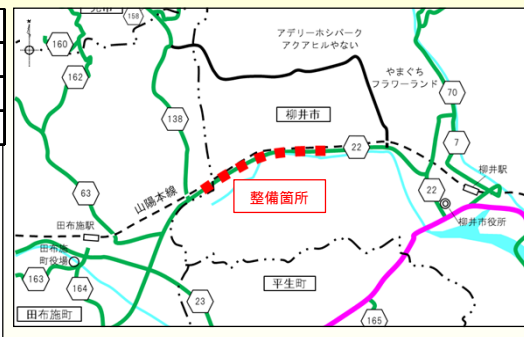 158
160
162
アデリーホシパーク
アクアヒルやない
やまぐち
フラワーランド
70
138
柳井市
22
7
柳井駅
63
山陽本線
整備箇所
22
柳井市役所
田布施駅
田布施
町役場
163
164
23
平生町
165
田布施町